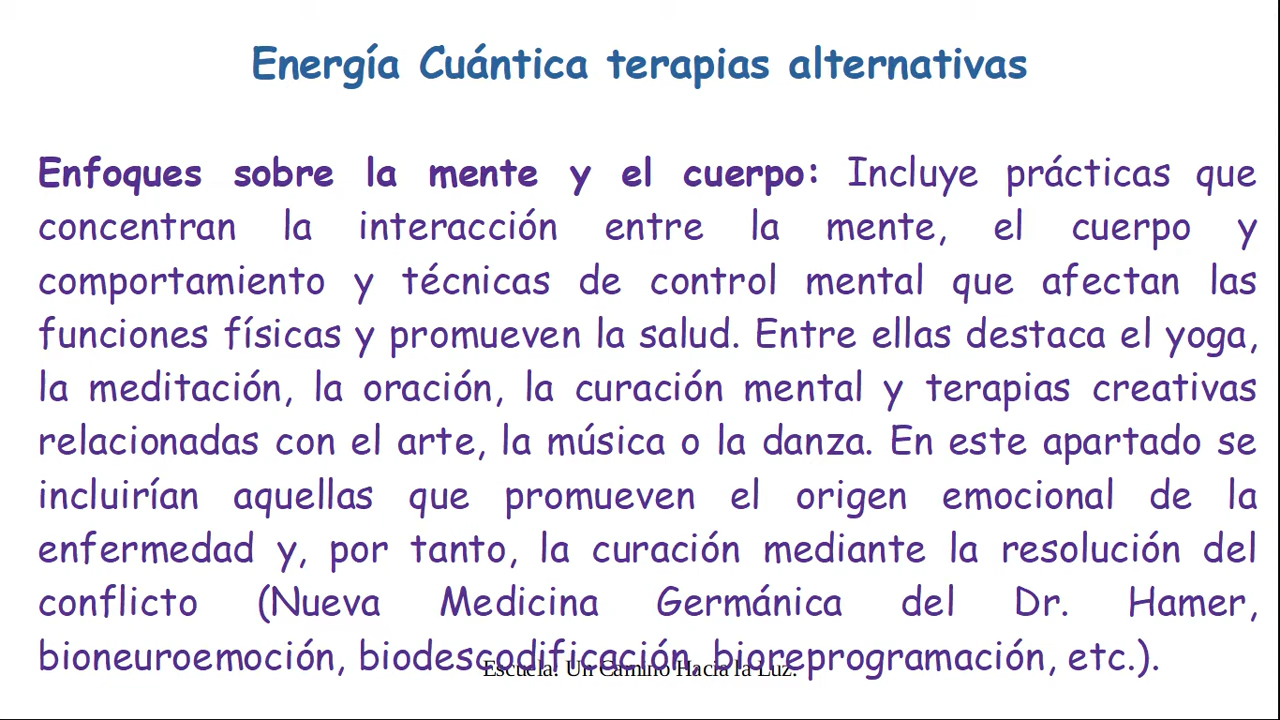 Energía Cuántica terapias alternativas
Enfoques sobre la mente y el cuerpo: Incluye prácticas que
concentran la interacción entre la mente, el cuerpo y
comportamiento y técnicas de control mental que afectan las
funciones físicas y promueven la salud. Entre ellas destaca el yoga,
la meditación, la oración, la curación mental y terapias creativas
relacionadas con el arte, la música o la danza. En este apartado se
incluirían aquellas que promueven el origen emocional de la
enfermedad y, por tanto, la curación mediante la resolución del
conflicto (Nueva Medicina Germánica del Dr. Hamer,
bioneuroemoción, biodescodificación, bioreprogramación, etc.).
Escuela. Un Camino Hacia la Luz.